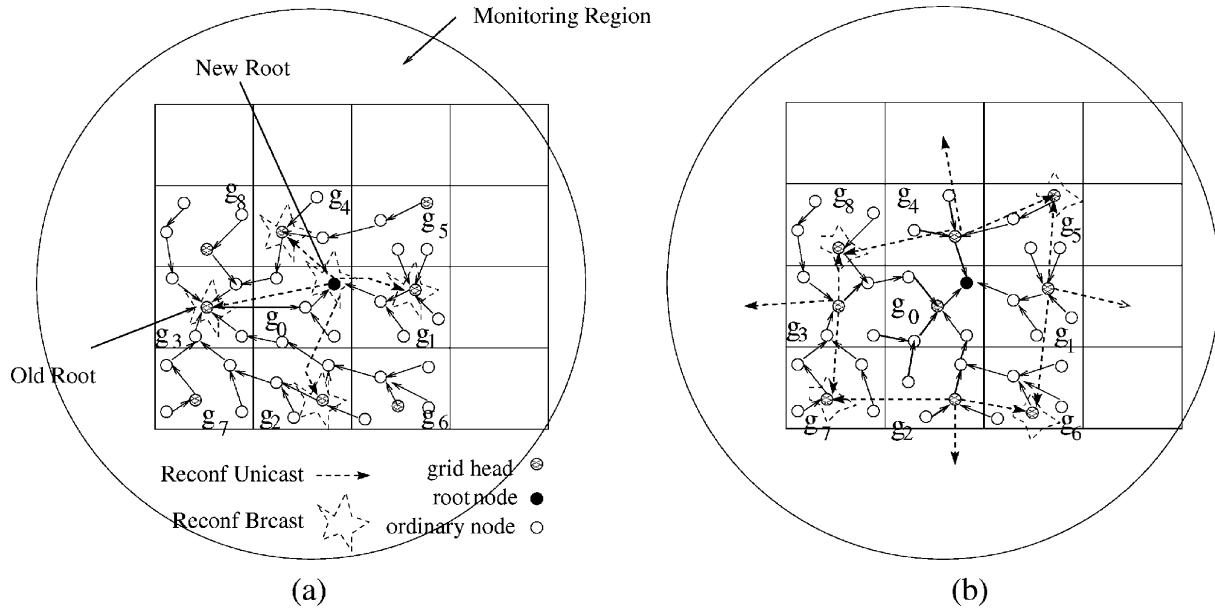 Monitoring Region
New Root
g8
g4
g5
g3
g0
g1
Old Root
g7
g2
g6
Reconf Unicast
grid head
root node
Reconf Brcast
ordinary node
(a)
g8
g4
g5
g3
g0
g1
g7
g2
g6
(b)